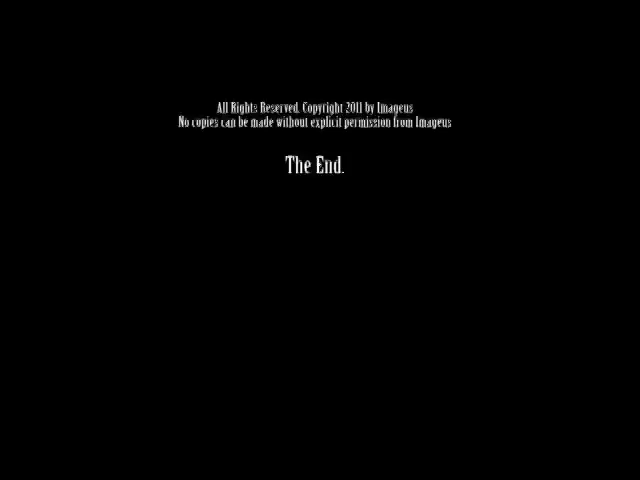 All Rights Reserved. Copyright 2011 by Imageus
No copies can be made without explicit permission from Imageus
The End.